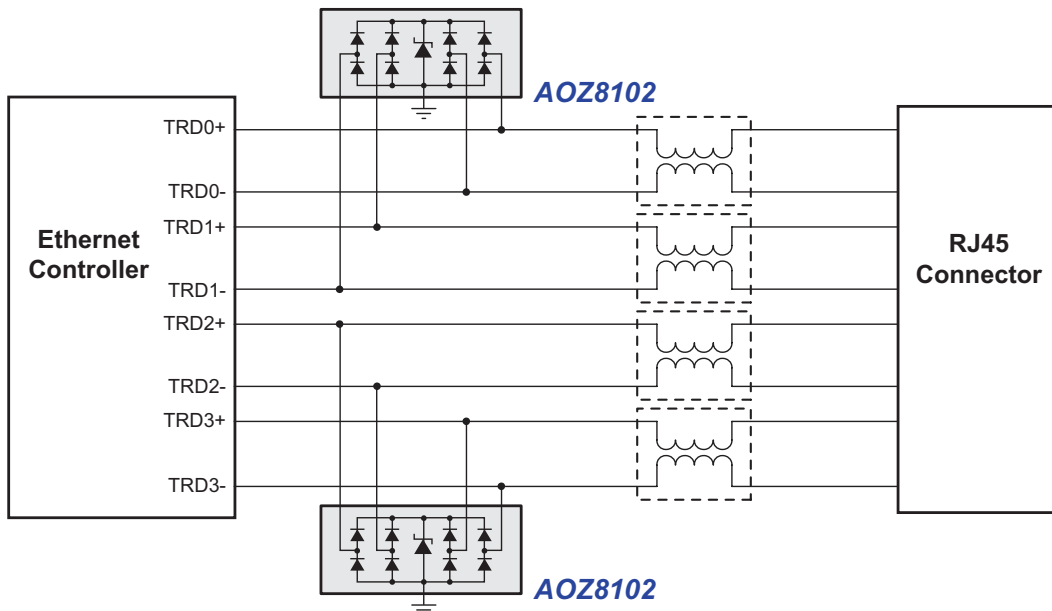 AOZ8102
TRD0+
TRD0-
TRD1+
Ethernet
Controller
RJ45
Connector
TRD1-
TRD2+
TRD2-
TRD3+
TRD3-
AOZ8102